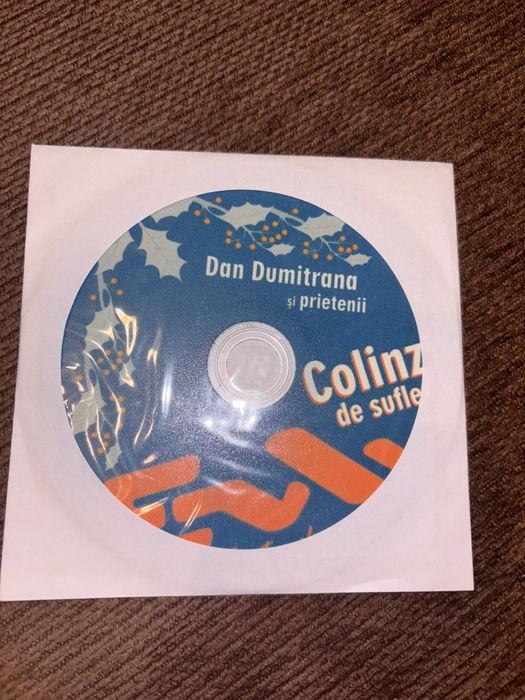 Dan Dumitrana
și prietenii
Colinz
de sufle